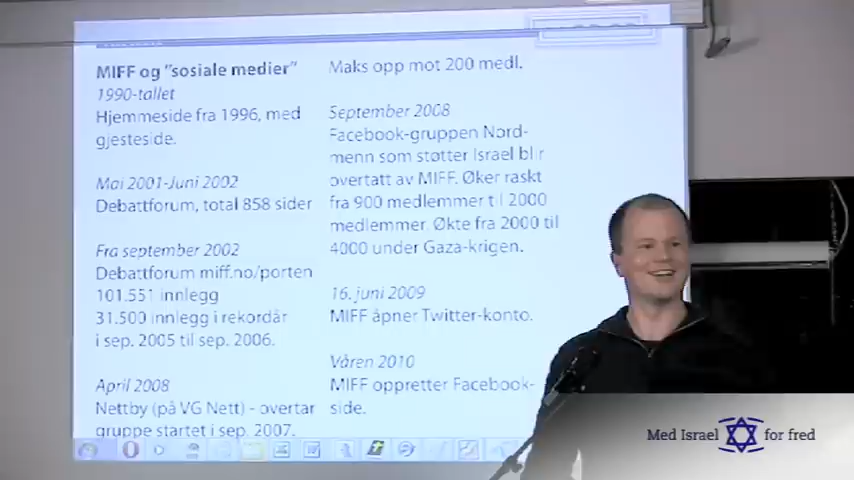 MIFF og "sosiale medier"
1990-tallet
Hjemmeside fra 1996, med
gjesteside.
Mai 2001-Juni 2002
Debattforum, total 858 sider
Fra september 2002
Debattforum miff.no/porten
101.551 innlegg
31.500 innlegg i rekordår
i sep. 2005 til sep. 2006.
April 2008
Nettby (på VG Nett) - overtar
gruppe startet i sep. 2007.
Maks opp mot 200 medl.
September 2008
Facebook-gruppen Nord-
menn som støtter Israel blir
overtatt av MIFF. Øker raskt
fra 900 medlemmer til 2000
medlemmer. Økte fra 2000 til
4000 under Gaza-krigen.
16. juni 2009
MIFF åpner Twitter-konto.
Våren 2010
MIFF oppretter Facebook-
side.
Med Israel for fred